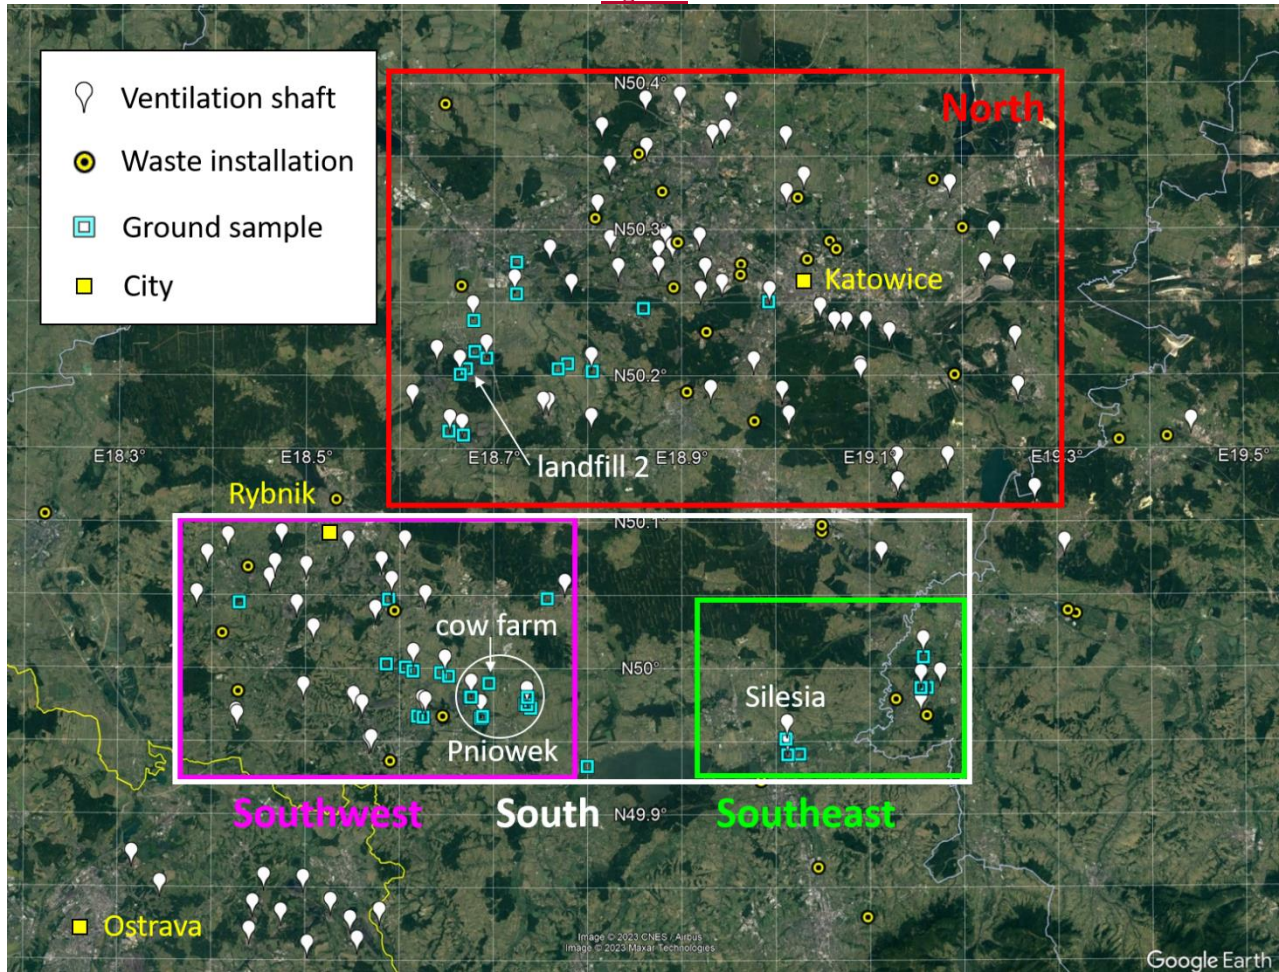 Ventilation shaft
Waste installation
Ground sample
City
N50.4°
North
N50.3°
Katowice
N50.2°
landfill 2
E18.3°
E18.5°
E18.7°
E18.9°
E19.1°
E19.3°
E19.5°
Rybnik
N50.1°
cow farm
N50°
Silesia
Pniowek
Southwest
South
N49.9°
Southeast
Ostrava
Image © 2023 CNES / Airbus
Image © 2023 Maxar Technologies
Google Earth